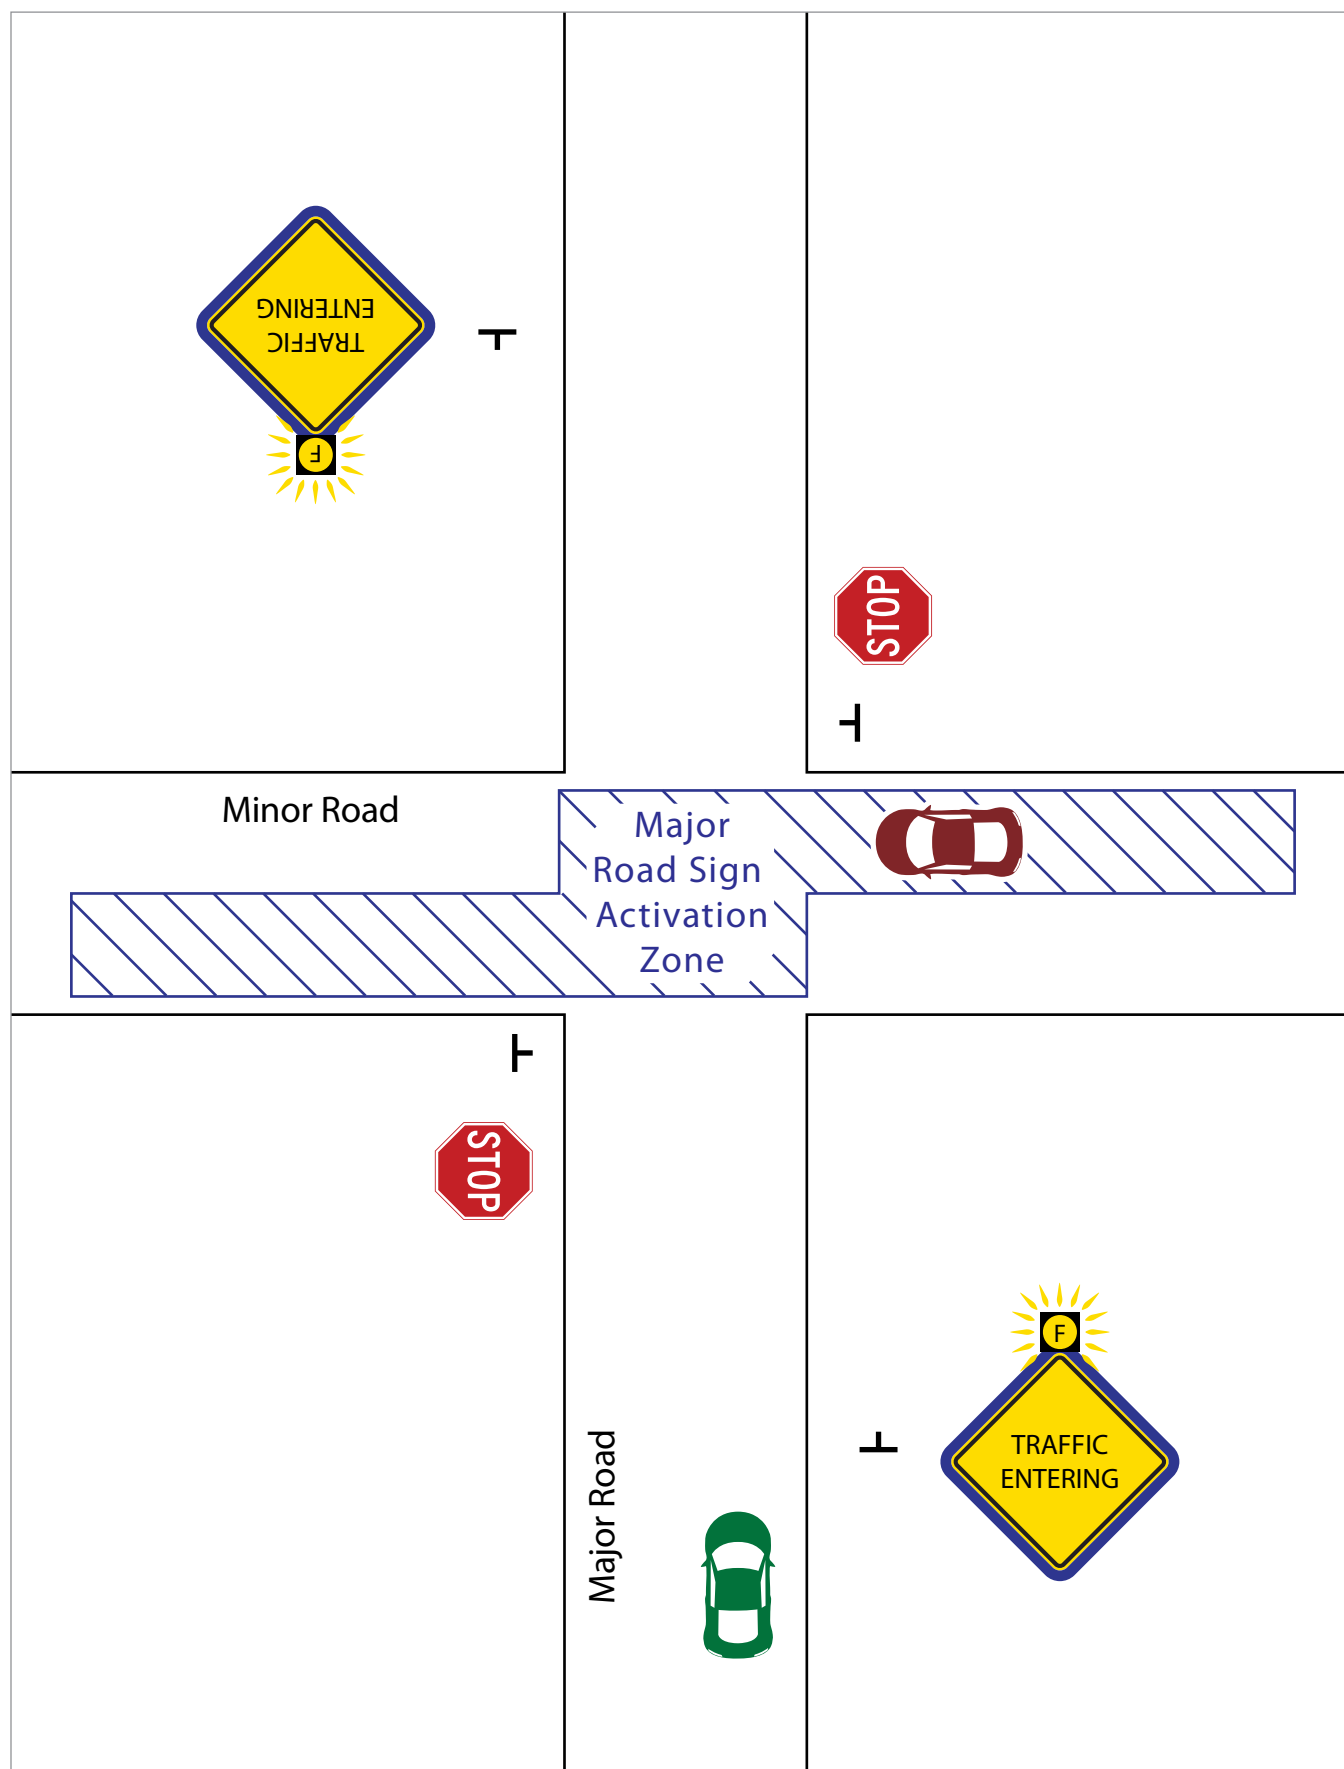 TRAFFIC
ENTERING
F
STOP
Minor Road
Major
Road Sign
Activation
Zone
STOP
F
TRAFFIC
ENTERING
Major Road